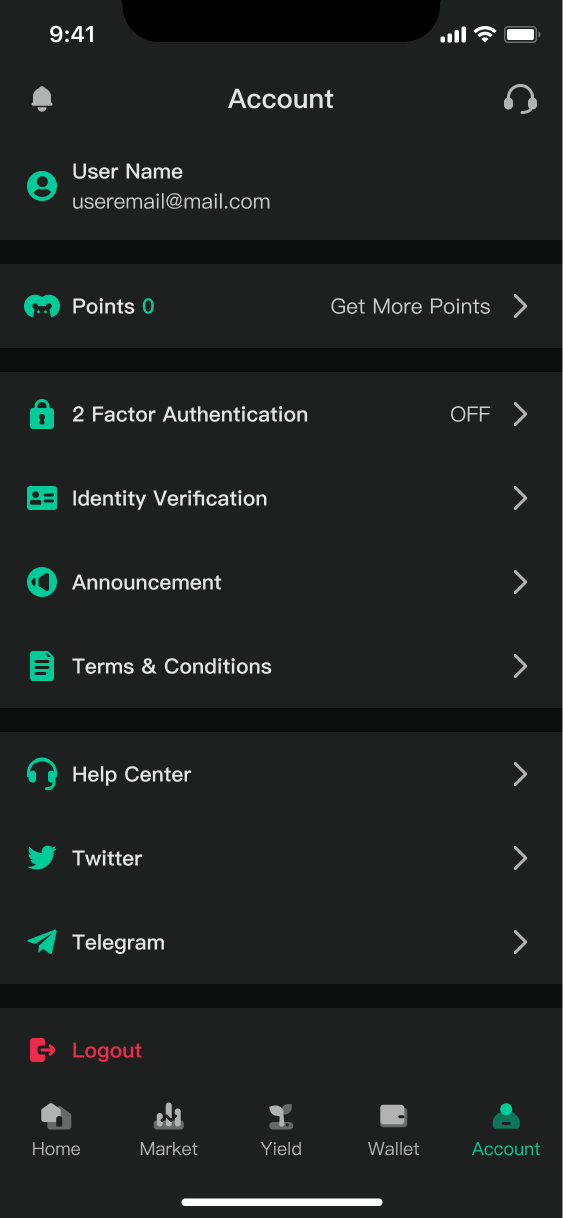 9:41
Account
User Name
useremail@mail.com
Points 0 Get More Points
2 Factor Authentication OFF
Identity Verification
Announcement
Terms & Conditions
Help Center
Twitter
Telegram
Logout
Home Market Yield Wallet Account